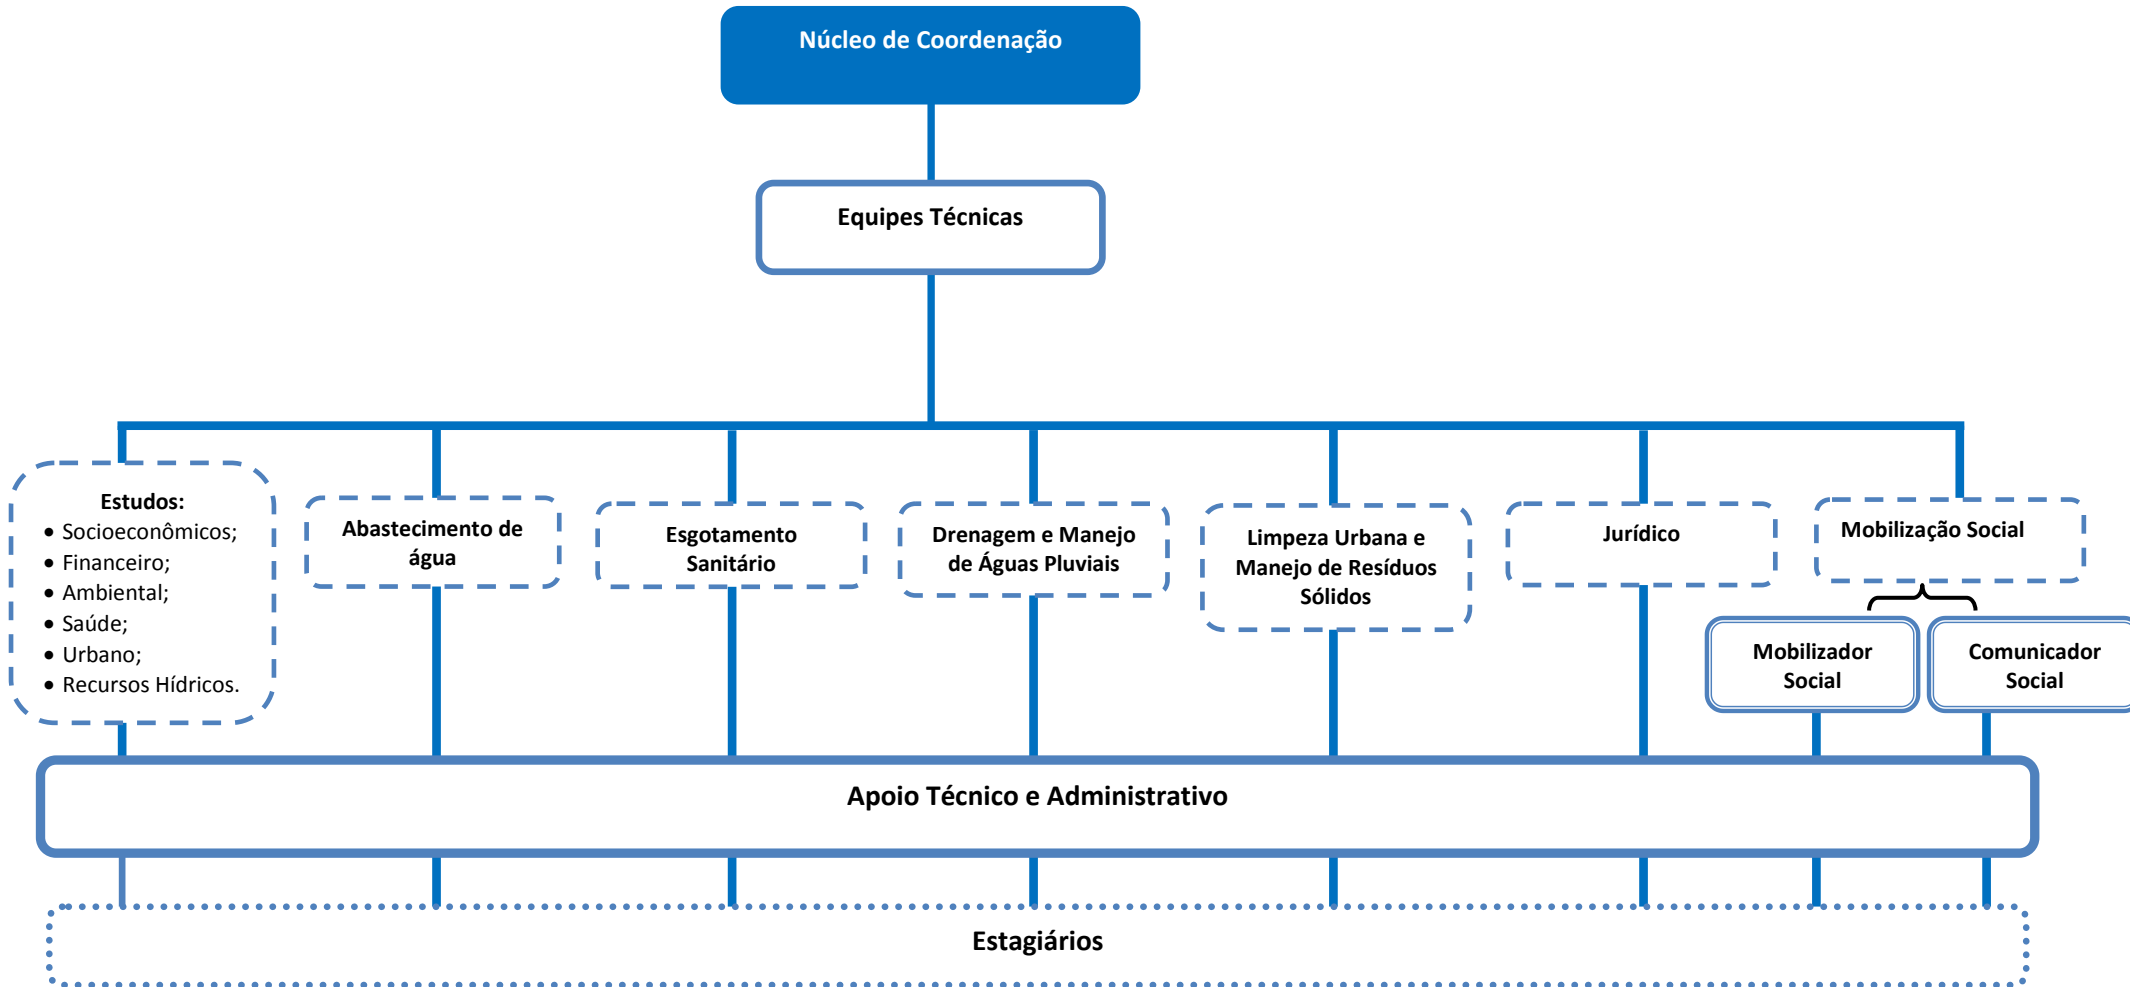 Núcleo de Coordenação
Equipes Técnicas
Estudos:
• Socioeconômicos;
• Financeiro;
• Ambiental;
• Saúde;
• Urbano;
• Recursos Hídricos.
Abastecimento de
água
Esgotamento
Sanitário
Drenagem e Manejo
de Águas Pluviais
Limpeza Urbana e
Manejo de Resíduos
Sólidos
Jurídico
Mobilização Social
Mobilizador
Social
Comunicador
Social
Apoio Técnico e Administrativo
Estagiários